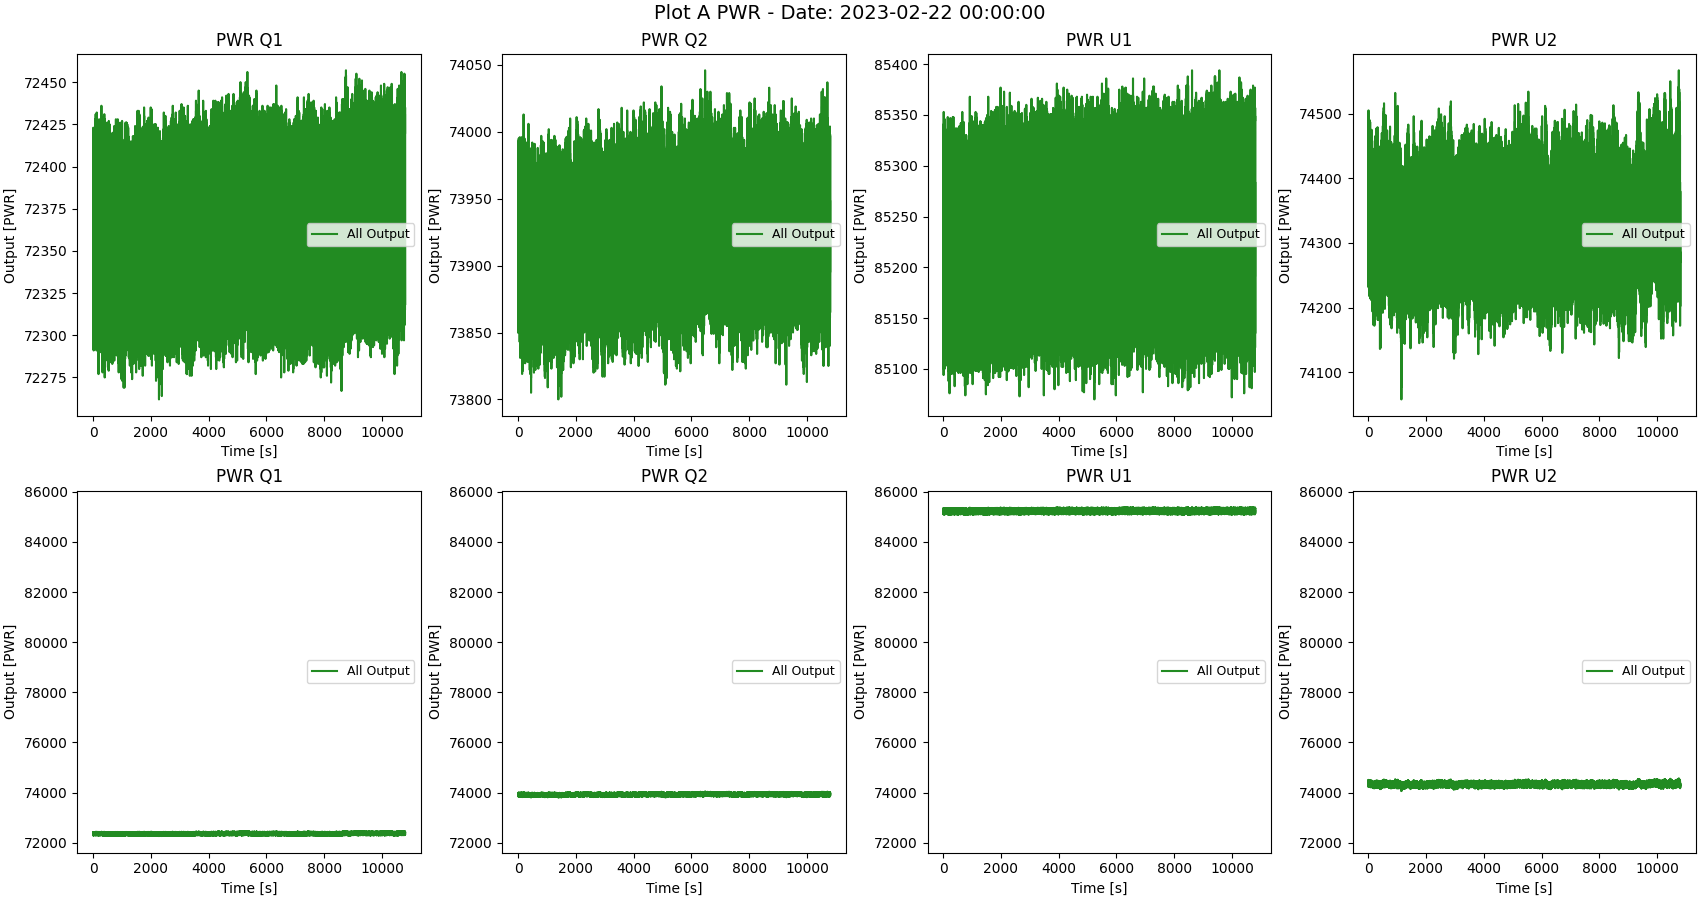 Plot A PWR - Date: 2023-02-22 00:00:00
PWR Q1
Output [PWR]
72450
72425
72400
72375
72350
72325
72300
72275
All Output
0 2000 4000 6000 8000 10000
Time [s]
PWR Q2
Output [PWR]
74050
74000
73950
73900
73850
73800
All Output
0 2000 4000 6000 8000 10000
Time [s]
PWR U1
Output [PWR]
85400
85350
85300
85250
85200
85150
85100
All Output
0 2000 4000 6000 8000 10000
Time [s]
PWR U2
Output [PWR]
74500
74400
74300
74200
74100
All Output
0 2000 4000 6000 8000 10000
Time [s]
PWR Q1
Output [PWR]
86000
84000
82000
80000
78000
76000
74000
72000
All Output
0 2000 4000 6000 8000 10000
Time [s]
PWR Q2
Output [PWR]
86000
84000
82000
80000
78000
76000
74000
72000
All Output
0 2000 4000 6000 8000 10000
Time [s]
PWR U1
Output [PWR]
86000
84000
82000
80000
78000
76000
74000
72000
All Output
0 2000 4000 6000 8000 10000
Time [s]
PWR U2
Output [PWR]
86000
84000
82000
80000
78000
76000
74000
72000
All Output
0 2000 4000 6000 8000 10000
Time [s]